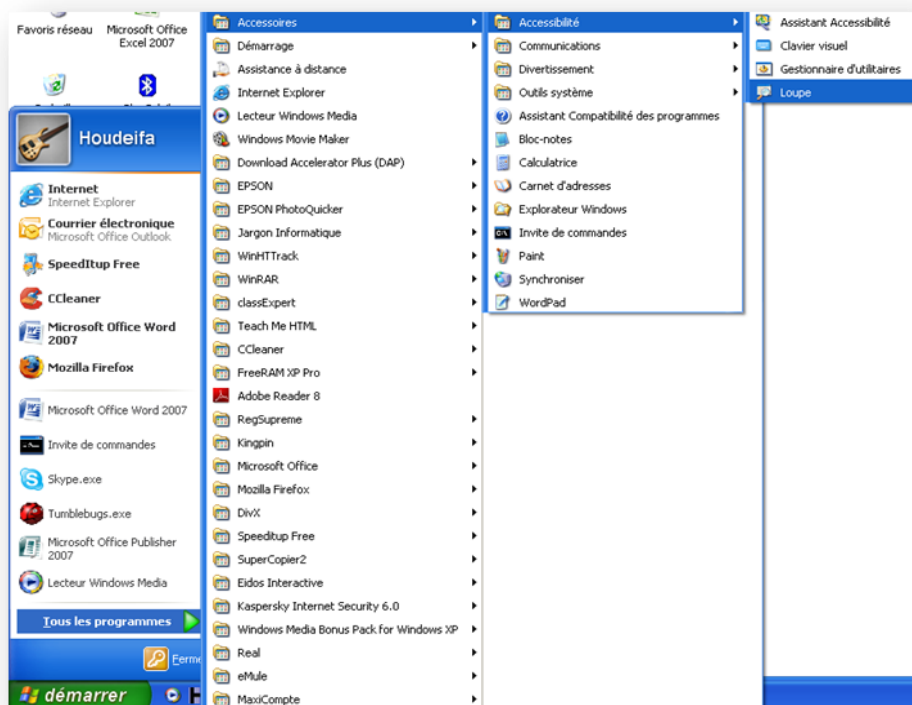 Favoris réseau
Microsoft Office
Excel 2007
Houdeifa
Internet
Internet Explorer
Courrier électronique
Microsoft Office Outlook
SpeedItup Free
CCleaner
Microsoft Office Word
2007
Mozilla Firefox
Microsoft Office Word 2007
Invite de commandes
Skype.exe
Tumblebugs.exe
Microsoft Office Publisher
2007
Lecteur Windows Media
Tous les programmes
Ferme
démarrer
Accessoires
Démarrage
Assistance à distance
Internet Explorer
Lecteur Windows Media
Windows Movie Maker
Download Accelerator Plus (DAP)
EPSON
EPSON PhotoQuicker
Jargon Informatique
WinHTTrack
WinRAR
classExpert
Teach Me HTML
CCleaner
FreeRAM XP Pro
Adobe Reader 8
RegSupreme
Kingpin
Microsoft Office
Mozilla Firefox
DivX
Speeditup Free
SuperCopier2
Eidos Interactive
Kaspersky Internet Security 6.0
Windows Media Bonus Pack for Windows XP
Real
eMule
MaxiCompte
Accessibilité
Communications
Divertissement
Outils système
Assistant Compatibilité des programmes
Bloc-notes
Calculatrice
Carnet d'adresses
Explorateur Windows
Invite de commandes
Paint
Synchroniser
WordPad
Assistant Accessibilité
Clavier visuel
Gestionnaire d'utilitaires
Loupe